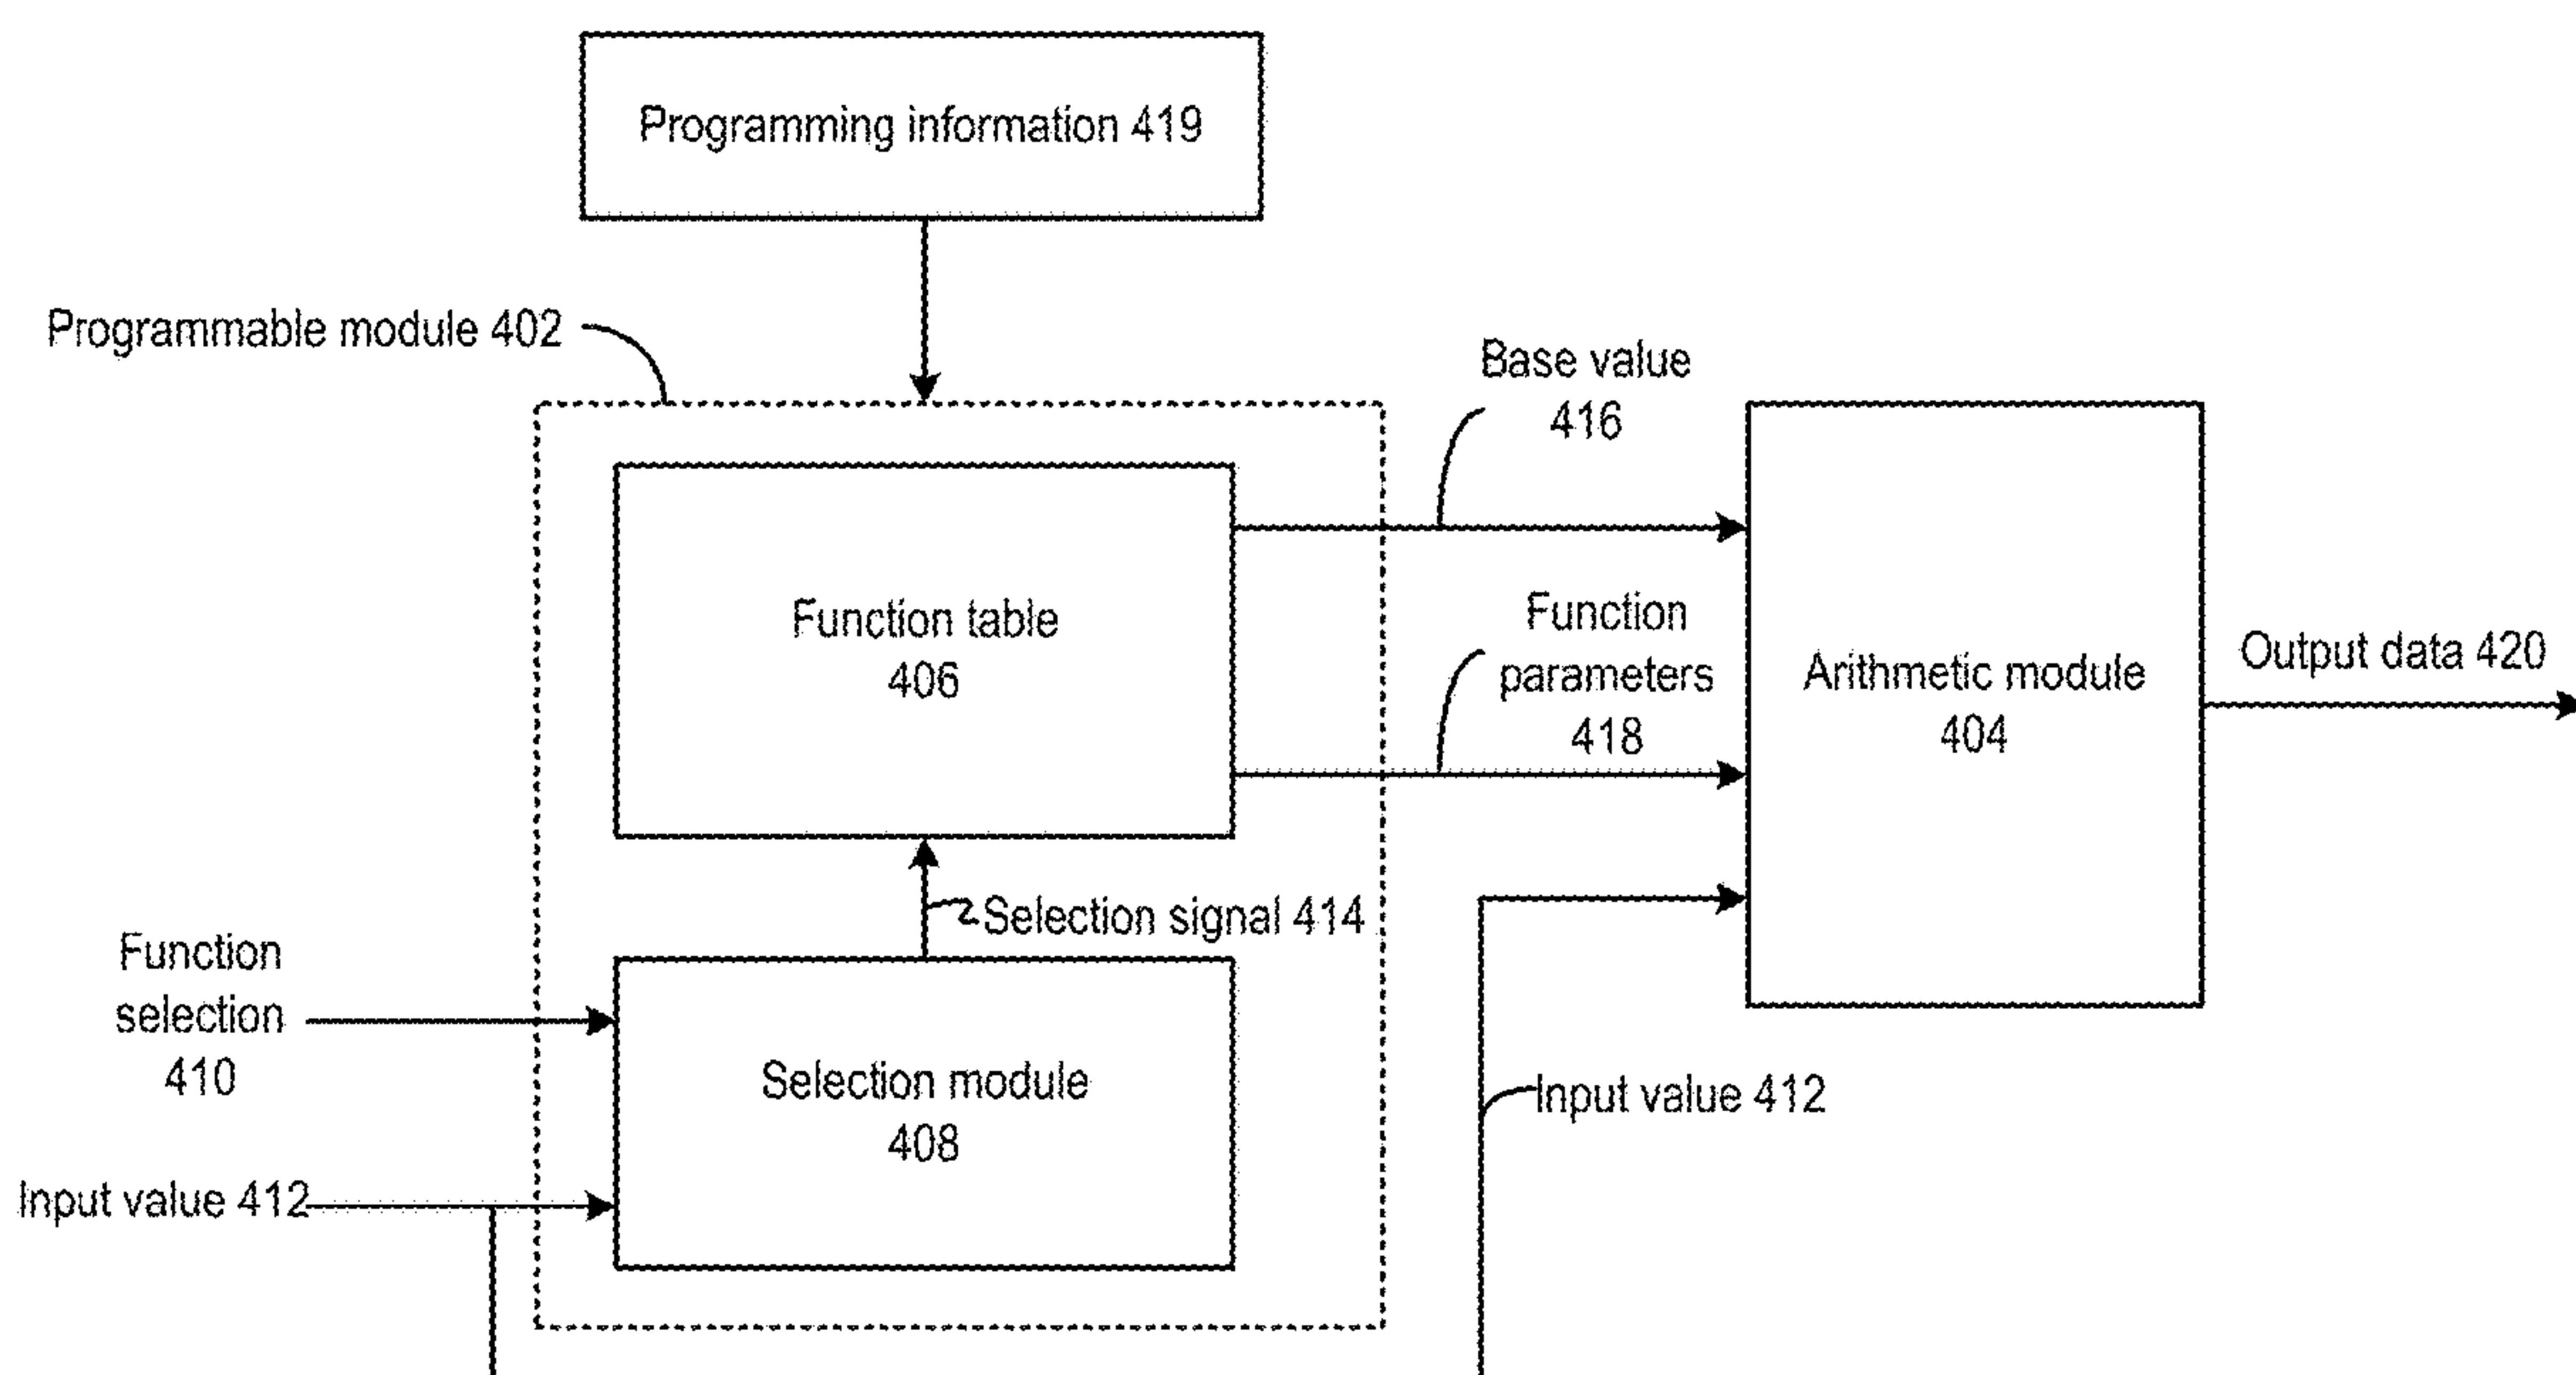 Programming information 419
Programmable module 402
Base value
416
Function table
406
Function
parameters
418
Arithmetic module
404
Output data 420
Selection signal 414
Function
selection
410
Selection module
408
Input value 412
Input value 412